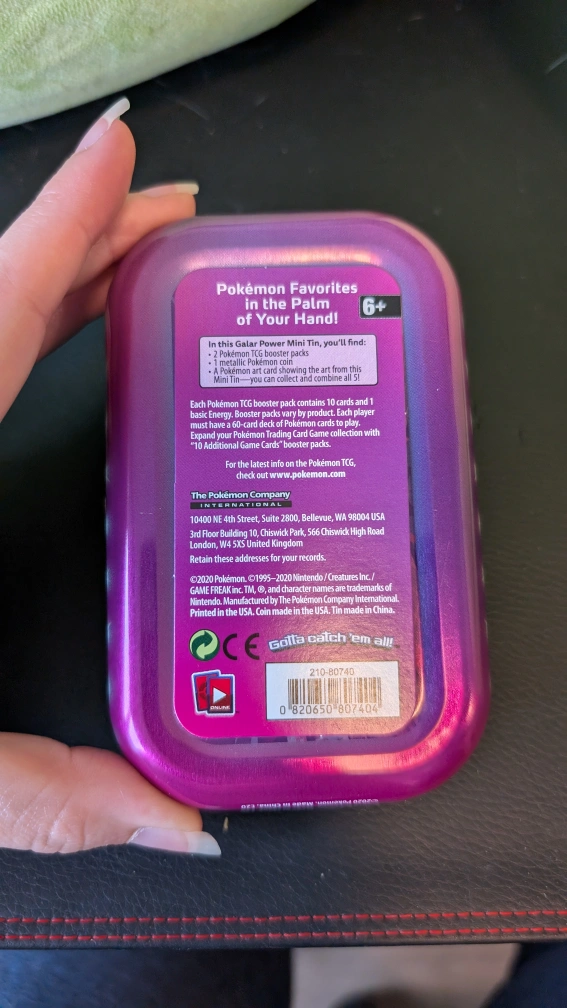 Pokémon Favorites
in the Palm
of Your Hand!
6+
In this Galar Power Mini Tin, you'll find:
• 2 Pokémon TCG booster packs
• 1 metallic Pokémon coin
• A Pokémon art card showing the art from this
Mini Tin—you can collect and combine all 5!
Each Pokémon TCG booster pack contains 10 cards and 1
basic Energy. Booster packs vary by product. Each player
must have a 60-card deck of Pokémon cards to play.
Expand your Pokémon Trading Card Game collection with
"10 Additional Game Cards" booster packs.
For the latest info on the Pokémon TCG,
check out www.pokemon.com
The Pokémon Company
INTERNATIONAL
10400 NE 4th Street, Suite 2800, Bellevue, WA 98004 USA
3rd Floor Building 10, Chiswick Park, 566 Chiswick High Road
London, W4 5XS United Kingdom
Retain these addresses for your records.
©2020 Pokémon. ©1995–2020 Nintendo / Creatures Inc. /
GAME FREAK inc. TM, ®, and character names are trademarks of
Nintendo. Manufactured by The Pokémon Company International.
Printed in the USA. Coin made in the USA. Tin made in China.
CE
Gotta catch 'em all!
ONLINE
210-80740
0 820650 807404
©2020 Pokémon. Made in China.